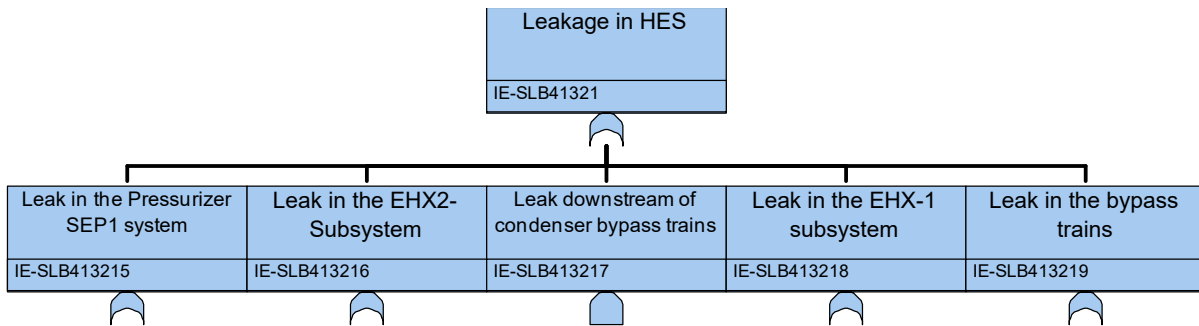 Leakage in HES
IE-SLB41321
Leak in the Pressurizer
SEP1 system
IE-SLB413215
Leak in the EHX2-
Subsystem
IE-SLB413216
Leak downstream of
condenser bypass trains
IE-SLB413217
Leak in the EHX-1
subsystem
IE-SLB413218
Leak in the bypass
trains
IE-SLB413219